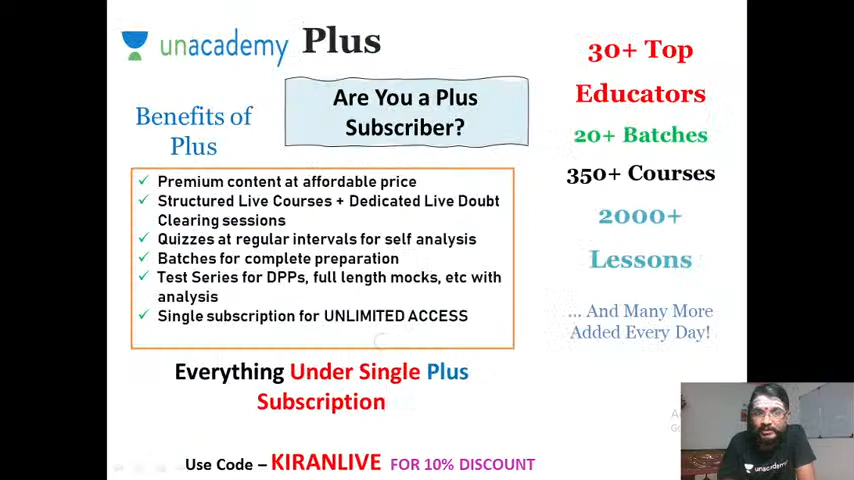 unacademy Plus
Are You a Plus
Subscriber?
Benefits of
Plus
✓ Premium content at affordable price
✓ Structured Live Courses + Dedicated Live Doubt
Clearing sessions
✓ Quizzes at regular intervals for self analysis
✓ Batches for complete preparation
✓ Test Series for DPPs, full length mocks, etc with
analysis
✓ Single subscription for UNLIMITED ACCESS
30+ Top
Educators
20+ Batches
350+ Courses
2000+
Lessons
... And Many More
Added Every Day!
Everything Under Single Plus
Subscription
Use Code – KIRANLIVE FOR 10% DISCOUNT
unacademy